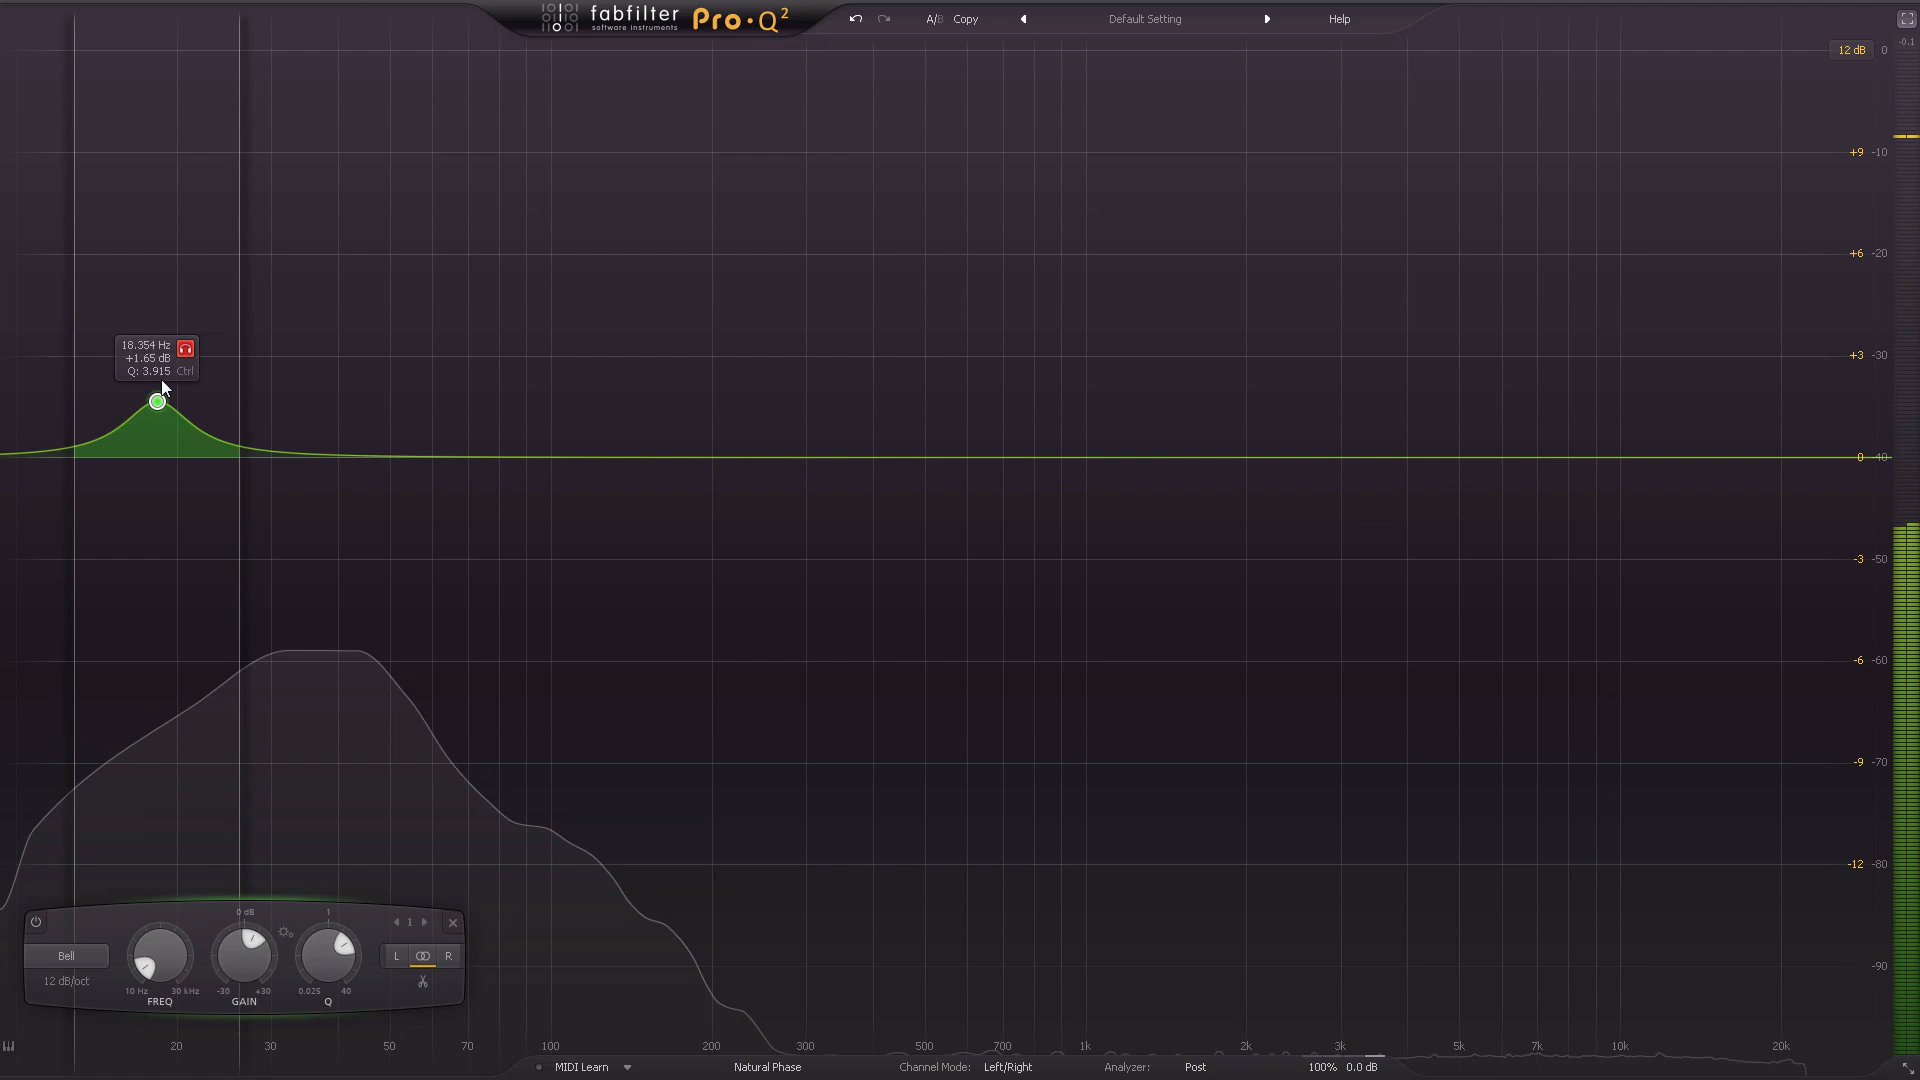 fabfilter
software instruments
Pro·Q²
A/B Copy
Default Setting
Help
-0.1
12 dB 0
+9 -10
+6 -20
18.354 Hz
+1.65 dB
Q: 3.915 Ctrl
+3 -30
0 -40
-3 -50
-6 -60
-9 -70
-12 -80
-90
0 dB
1
1
Bell
12 dB/oct
L R
10 Hz 30 kHz
-30 +30
0.025 40
FREQ
GAIN
Q
20 30 50 70 100 200 300 500 700 1k 2k 3k 5k 7k 10k 20k
MIDI Learn
Natural Phase
Channel Mode: Left/Right
Analyzer: Post
100% 0.0 dB